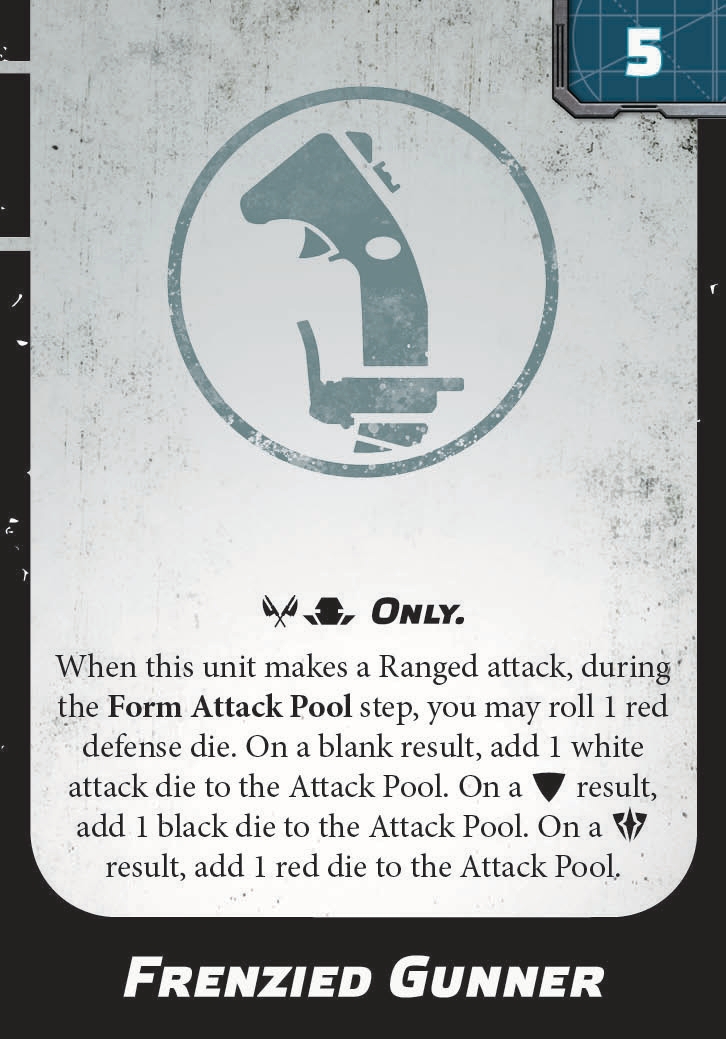 5
Only.
When this unit makes a Ranged attack, during
the Form Attack Pool step, you may roll 1 red
defense die. On a blank result, add 1 white
attack die to the Attack Pool. On a result,
add 1 black die to the Attack Pool. On a
result, add 1 red die to the Attack Pool.
Frenzied Gunner